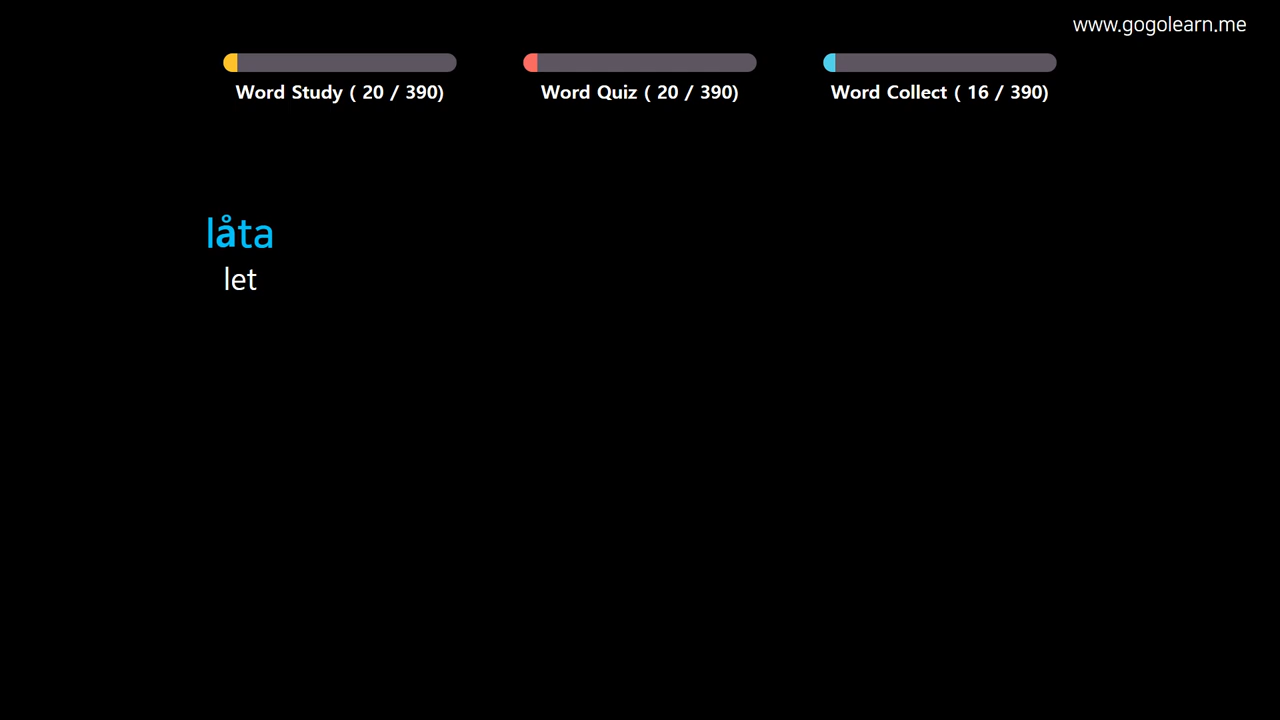 www.gogolearn.me
Word Study ( 20 / 390)
Word Quiz ( 20 / 390)
Word Collect ( 16 / 390)
låta
let